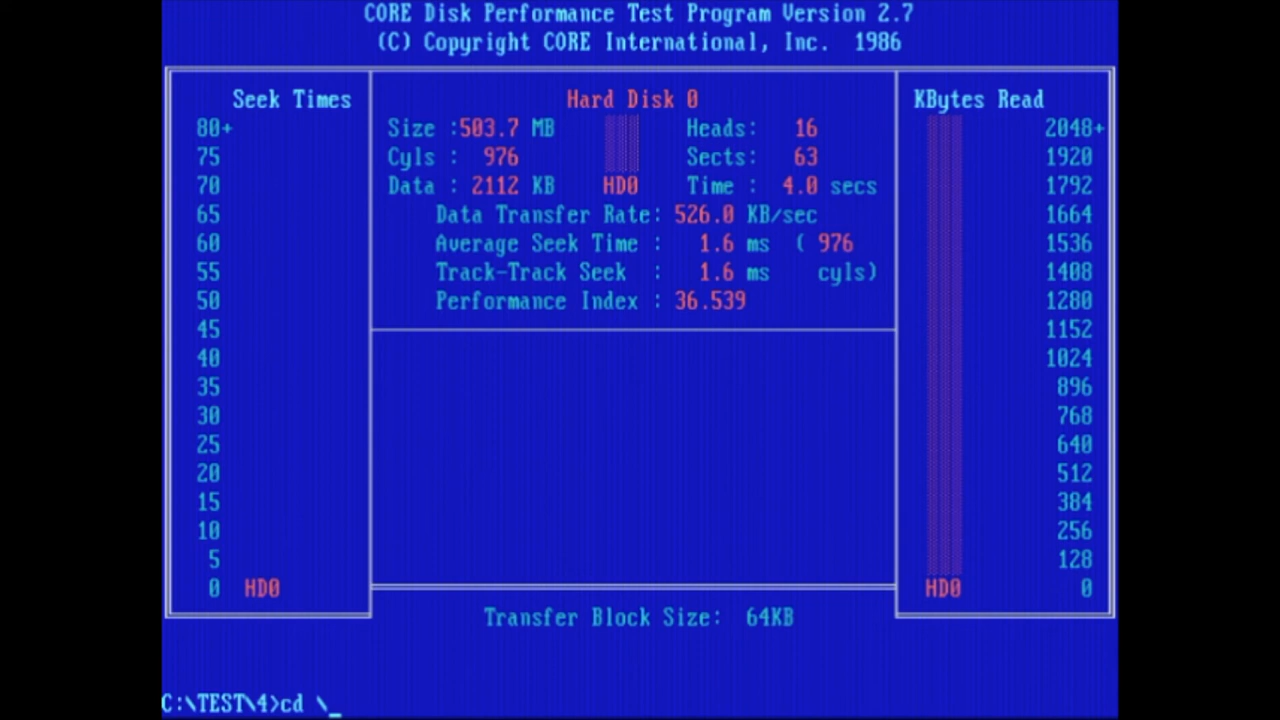 CORE Disk Performance Test Program Version 2.7
(C) Copyright CORE International, Inc. 1986
Seek Times Hard Disk 0 KBytes Read
80+ Size :503.7 MB Heads: 16 2048+
75 Cyls : 976 Sects: 63 1920
70 Data : 2112 KB HD0 Time : 4.0 secs 1792
65 Data Transfer Rate: 526.0 KB/sec 1664
60 Average Seek Time : 1.6 ms ( 976 1536
55 Track-Track Seek : 1.6 ms cyls) 1408
50 Performance Index : 36.539 1280
45 1152
40 1024
35 896
30 768
25 640
20 512
15 384
10 256
5 128
0 HD0 HD0 0
Transfer Block Size: 64KB
C:\TEST\4>cd \_